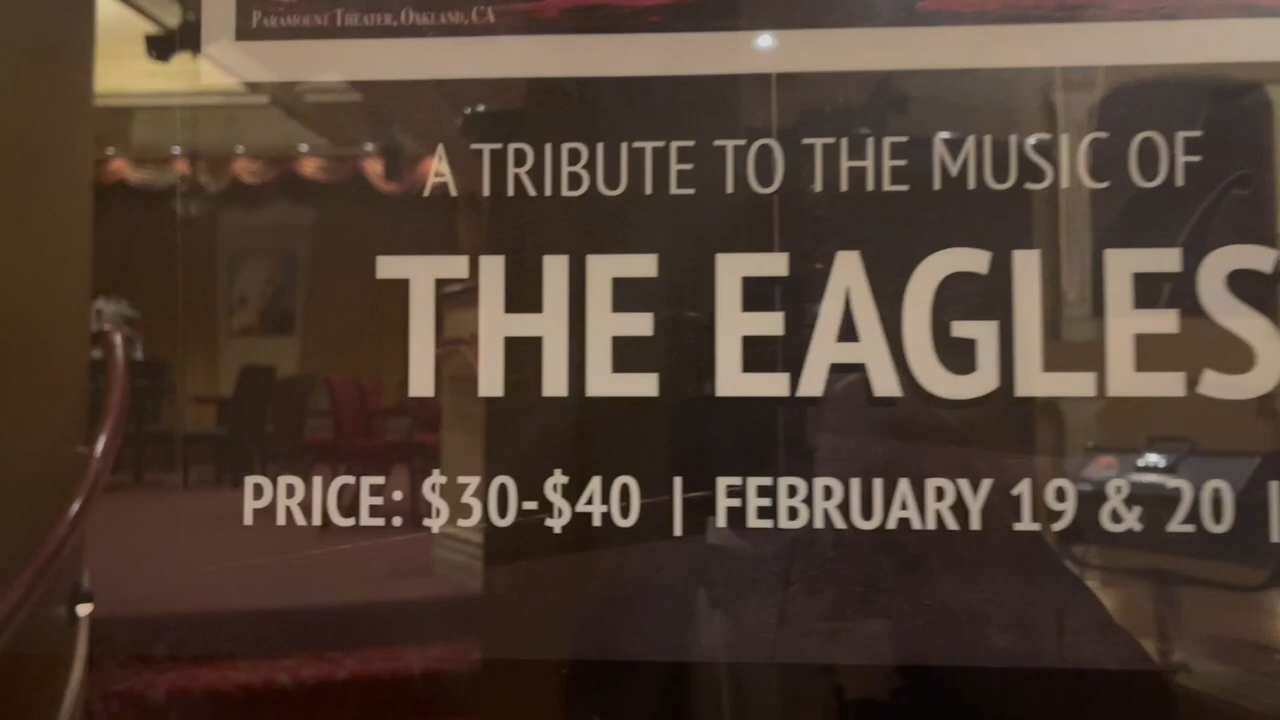 PARAMOUNT THEATER, OAKLAND, CA
A TRIBUTE TO THE MUSIC OF
THE EAGLES
PRICE: $30-$40 | FEBRUARY 19 & 20 |